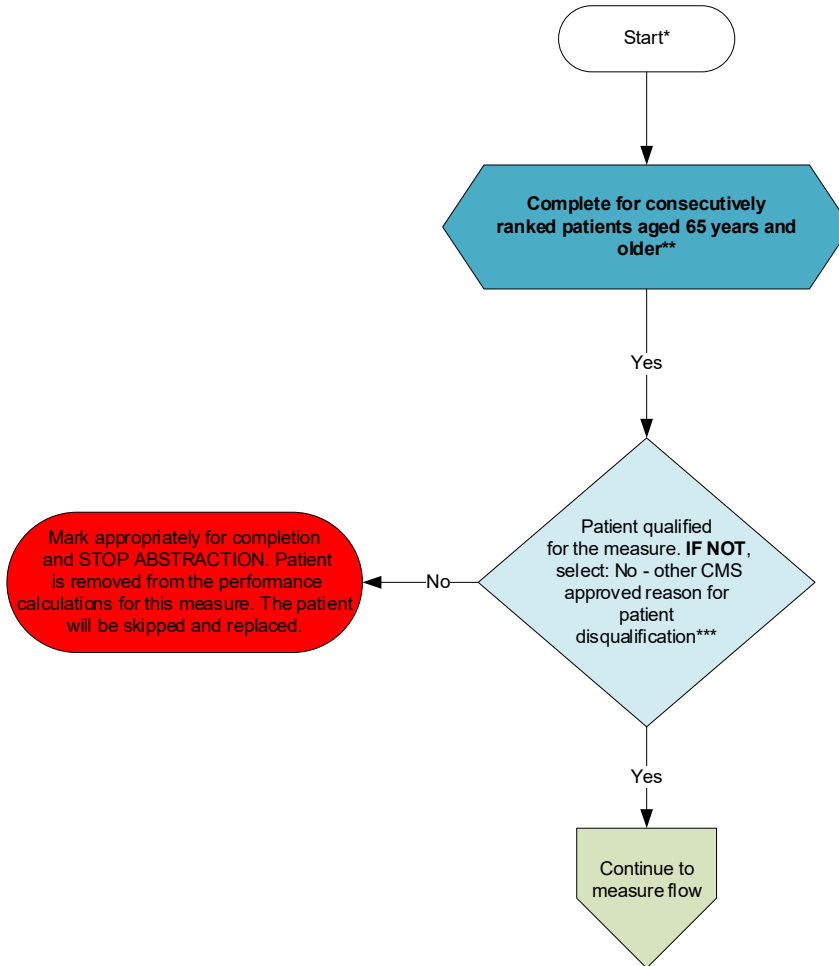 Start*
Complete for consecutively
ranked patients aged 65 years and
older**
Yes
Patient qualified
for the measure. IF NOT,
select: No - other CMS
approved reason for
patient
disqualification***
No
Mark appropriately for completion
and STOP ABSTRACTION. Patient
is removed from the performance
calculations for this measure. The patient
will be skipped and replaced.
Yes
Continue to
measure flow